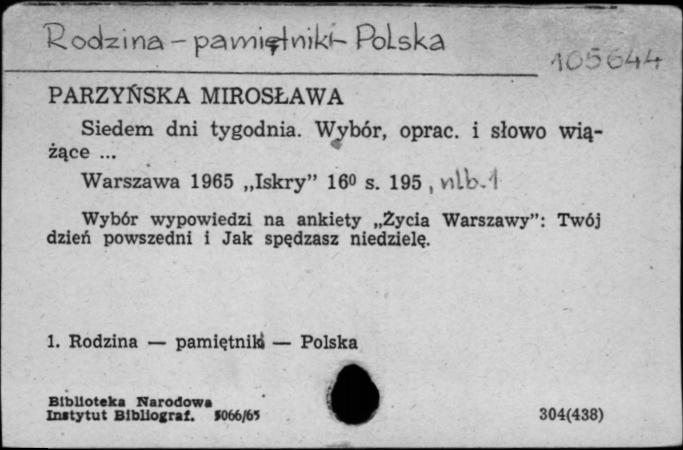 Rodzina – pamiętniki – Polska
105644
PARZYŃSKA MIROSŁAWA
Siedem dni tygodnia. Wybór, oprac. i słowo wią-
żące ...
Warszawa 1965 „Iskry” 16⁰ s. 195, nlb. 1
Wybór wypowiedzi na ankiety „Życia Warszawy”: Twój
dzień powszedni i Jak spędzasz niedzielę.
1. Rodzina — pamiętniki — Polska
Biblioteka Narodowa
Instytut Bibliograf. 5066/65
304(438)